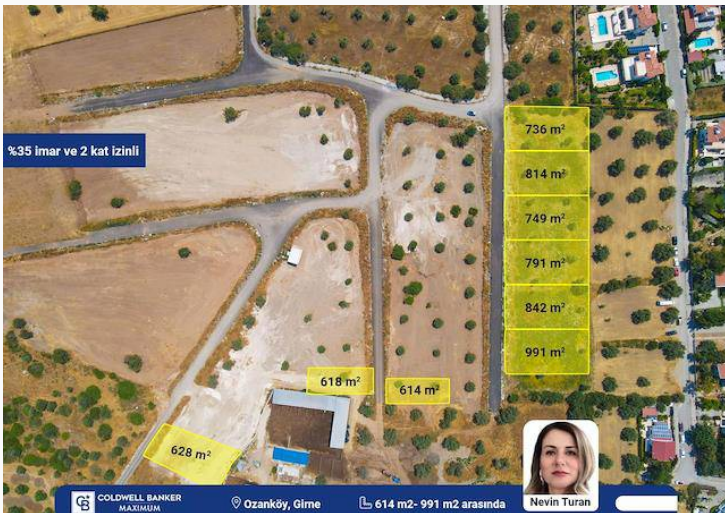 736 m²
%35 imar ve 2 kat izinli
814 m²
749 m²
791 m²
842 m²
991 m²
618 m²
614 m²
628 m²
CB
COLDWELL BANKER
MAXIMUM
Ozanköy, Girne
614 m2- 991 m2 arasında
Nevin Turan